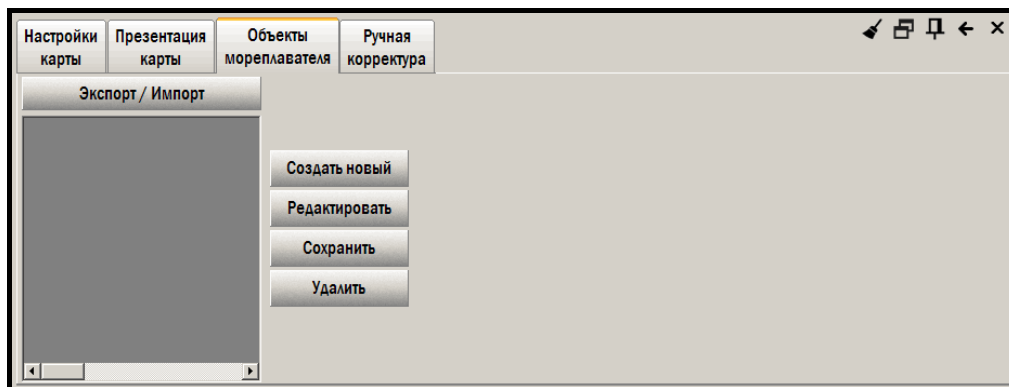 Настройки карты
Презентация карты
Объекты мореплавателя
Ручная корректура
Экспорт / Импорт
Создать новый
Редактировать
Сохранить
Удалить